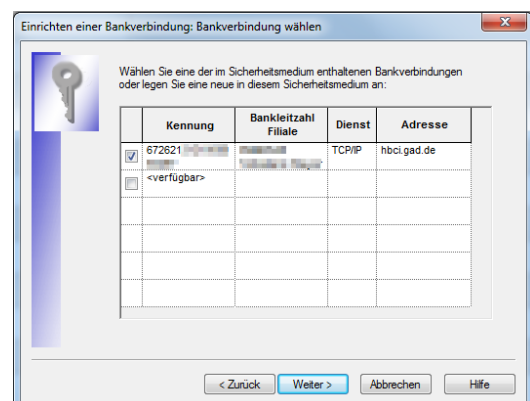 Einrichten einer Bankverbindung: Bankverbindung wählen
Wählen Sie eine der im Sicherheitsmedium enthaltenen Bankverbindungen
oder legen Sie eine neue in diesem Sicherheitsmedium an:
Kennung Bankleitzahl Filiale Dienst Adresse
672621 TCP/IP hbci.gad.de
<verfügbar>
< Zurück Weiter > Abbrechen Hilfe